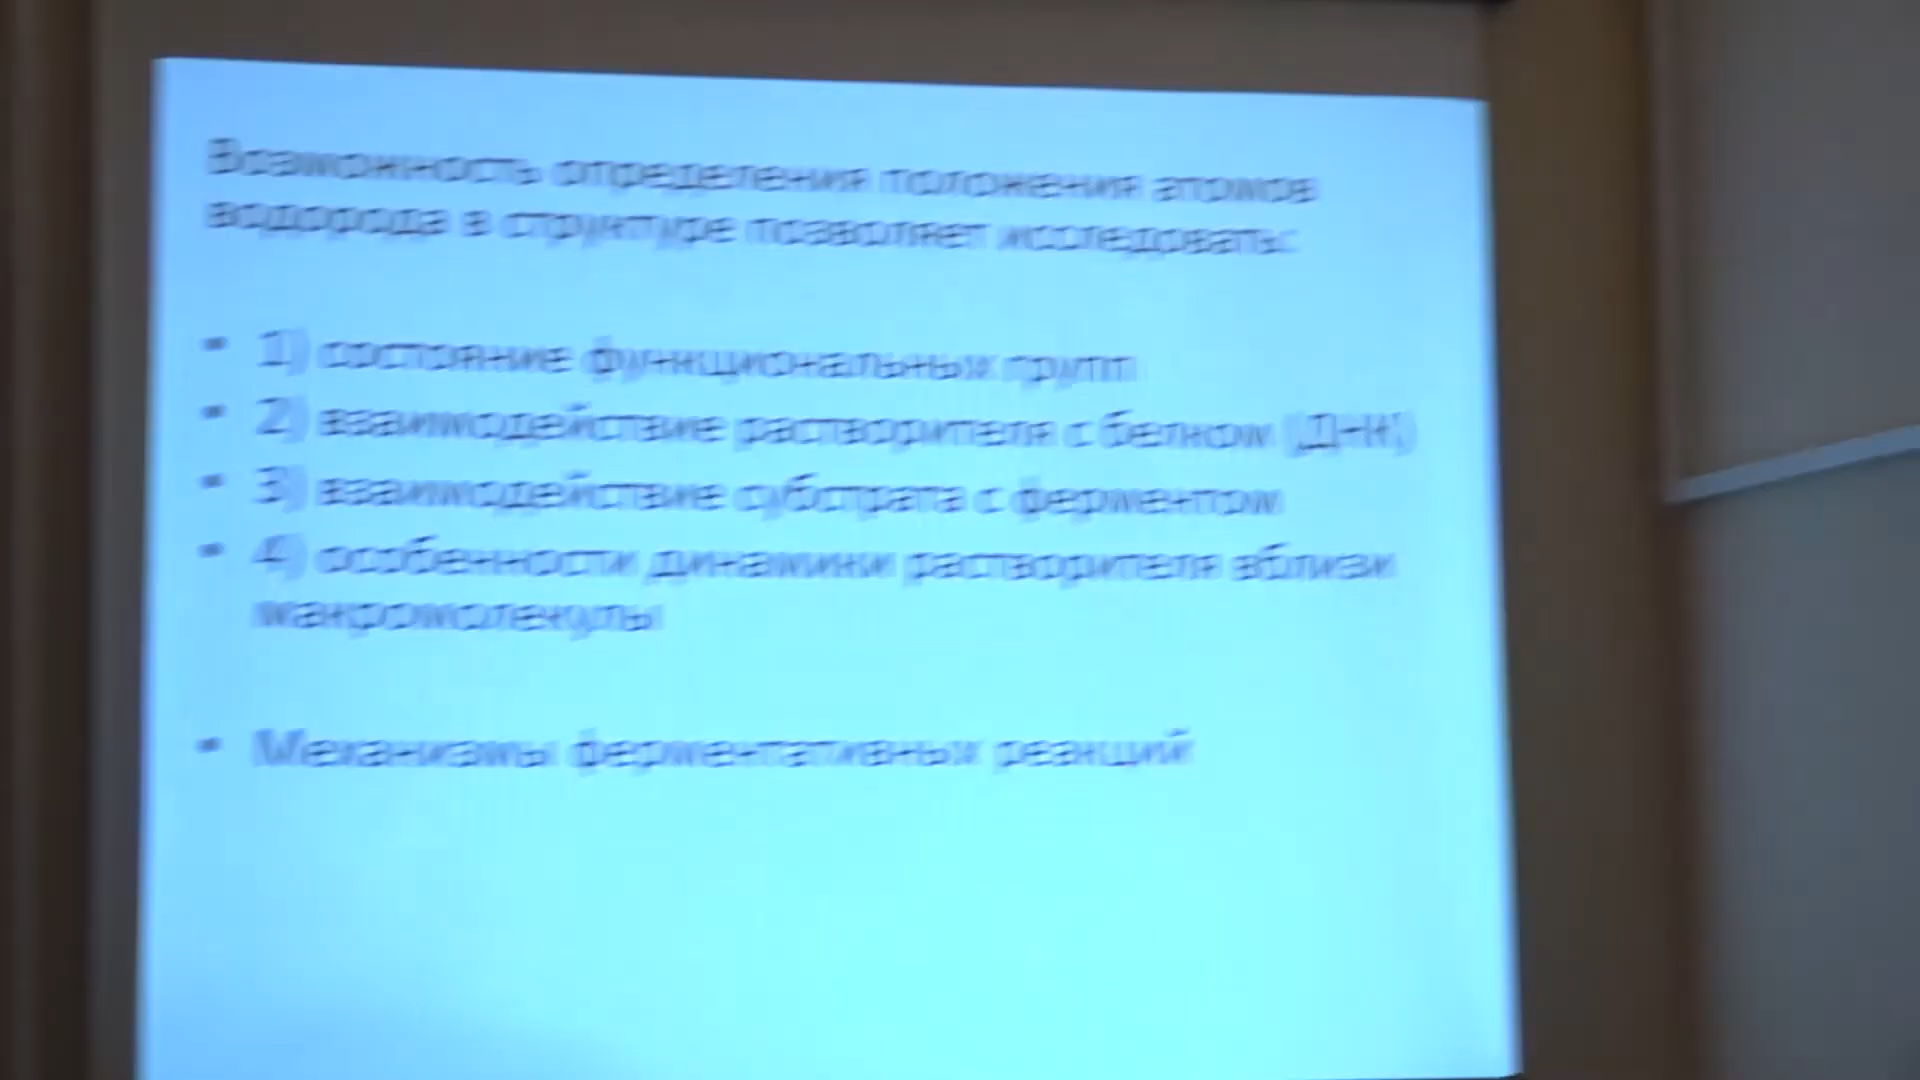 Возможность определения положения атомов
водорода в структуре позволяет исследовать:
• 1) состояние функциональных групп
• 2) взаимодействие растворителя с белком (ДНК)
• 3) взаимодействие субстрата с ферментом
• 4) особенности динамики растворителя вблизи
макромолекулы
• Механизмы ферментативных реакций